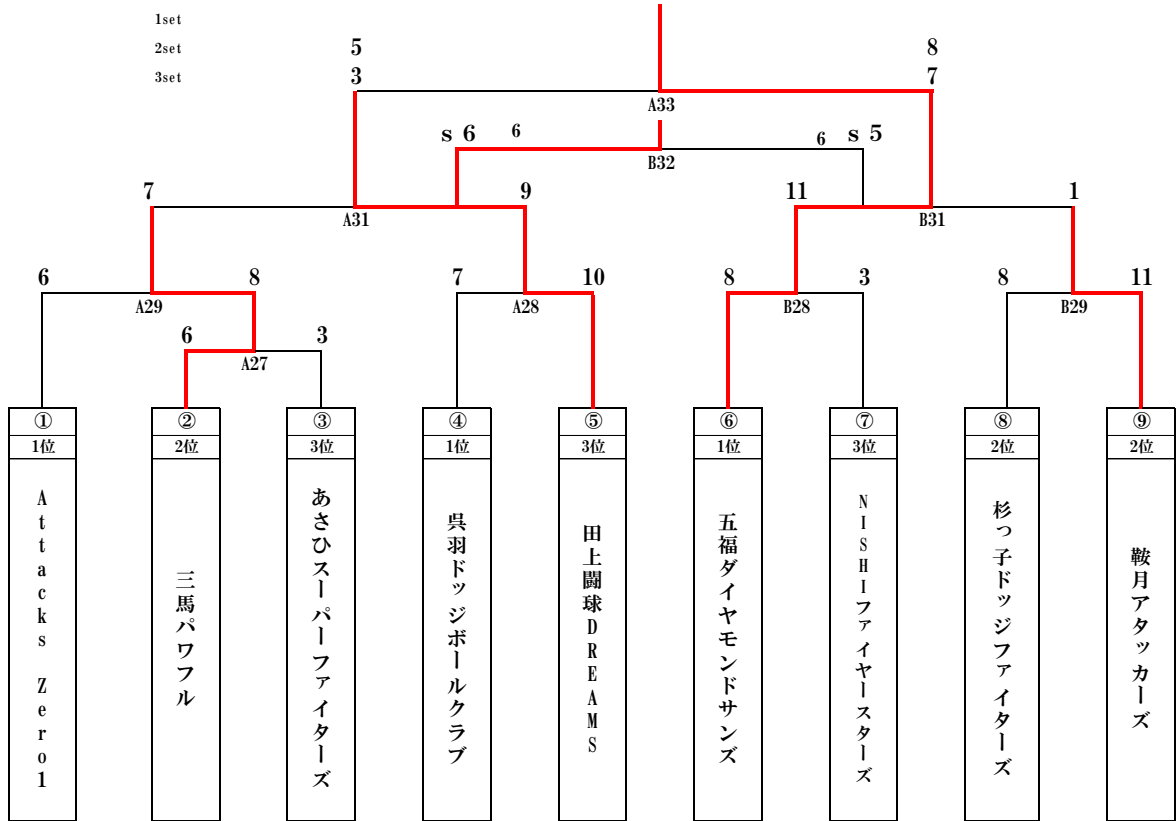 1set
2set 5 8
3set 3 7
A33
s 6 6 6 s 5
B32
7 9 11 1
A31 B31
6 8 7 10 8 3 8 11
A29 A28 B28 B29
6 3
A27
① ② ③ ④ ⑤ ⑥ ⑦ ⑧ ⑨
1位 2位 3位 1位 3位 1位 3位 2位 2位
Attacks Zero1
三馬パワフル
あさひスーパーファイターズ
呉羽ドッジボールクラブ
田上闘球DREAMS
五福ダイヤモンドサンズ
NISHIファイヤースターズ
杉っ子ドッジファイターズ
鞍月アタッカーズ